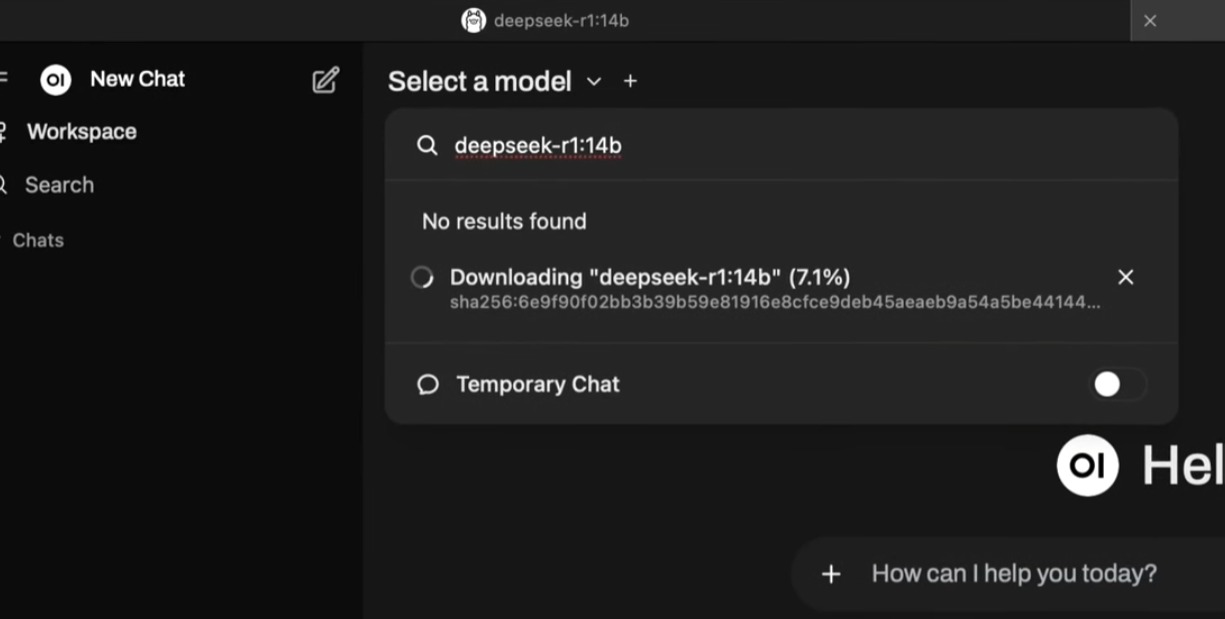 deepseek-r1:14b
OI New Chat
Workspace
Search
Chats
Select a model
deepseek-r1:14b
No results found
Downloading "deepseek-r1:14b" (7.1%)
sha256:6e9f90f02bb3b39b59e81916e8cfce9deb45aeaeb9a54a5be44144...
Temporary Chat
OI Hel
How can I help you today?